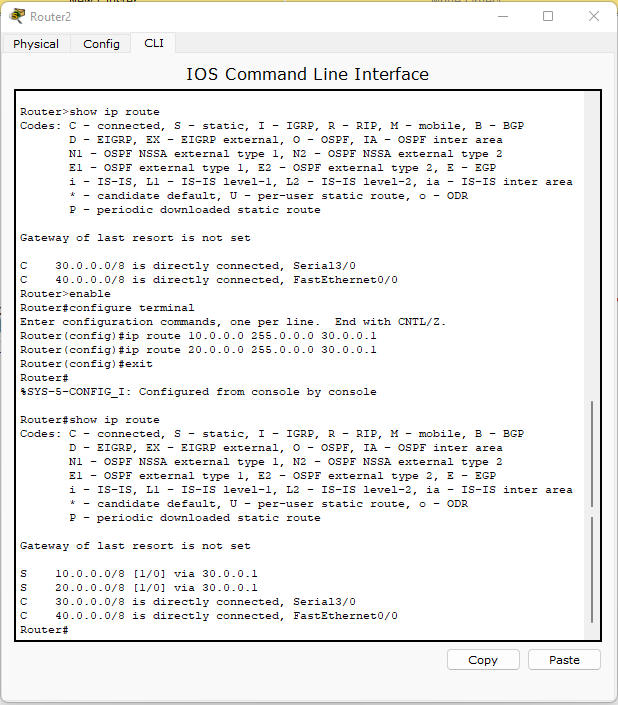 Router2
Physical Config CLI
IOS Command Line Interface
Router>show ip route
Codes: C - connected, S - static, I - IGRP, R - RIP, M - mobile, B - BGP
       D - EIGRP, EX - EIGRP external, O - OSPF, IA - OSPF inter area
       N1 - OSPF NSSA external type 1, N2 - OSPF NSSA external type 2
       E1 - OSPF external type 1, E2 - OSPF external type 2, E - EGP
       i - IS-IS, L1 - IS-IS level-1, L2 - IS-IS level-2, ia - IS-IS inter area
       * - candidate default, U - per-user static route, o - ODR
       P - periodic downloaded static route
Gateway of last resort is not set
C    30.0.0.0/8 is directly connected, Serial3/0
C    40.0.0.0/8 is directly connected, FastEthernet0/0
Router>enable
Router#configure terminal
Enter configuration commands, one per line.  End with CNTL/Z.
Router(config)#ip route 10.0.0.0 255.0.0.0 30.0.0.1
Router(config)#ip route 20.0.0.0 255.0.0.0 30.0.0.1
Router(config)#exit
Router#
%SYS-5-CONFIG_I: Configured from console by console
Router#show ip route
Codes: C - connected, S - static, I - IGRP, R - RIP, M - mobile, B - BGP
       D - EIGRP, EX - EIGRP external, O - OSPF, IA - OSPF inter area
       N1 - OSPF NSSA external type 1, N2 - OSPF NSSA external type 2
       E1 - OSPF external type 1, E2 - OSPF external type 2, E - EGP
       i - IS-IS, L1 - IS-IS level-1, L2 - IS-IS level-2, ia - IS-IS inter area
       * - candidate default, U - per-user static route, o - ODR
       P - periodic downloaded static route
Gateway of last resort is not set
S    10.0.0.0/8 [1/0] via 30.0.0.1
S    20.0.0.0/8 [1/0] via 30.0.0.1
C    30.0.0.0/8 is directly connected, Serial3/0
C    40.0.0.0/8 is directly connected, FastEthernet0/0
Router#
Copy Paste